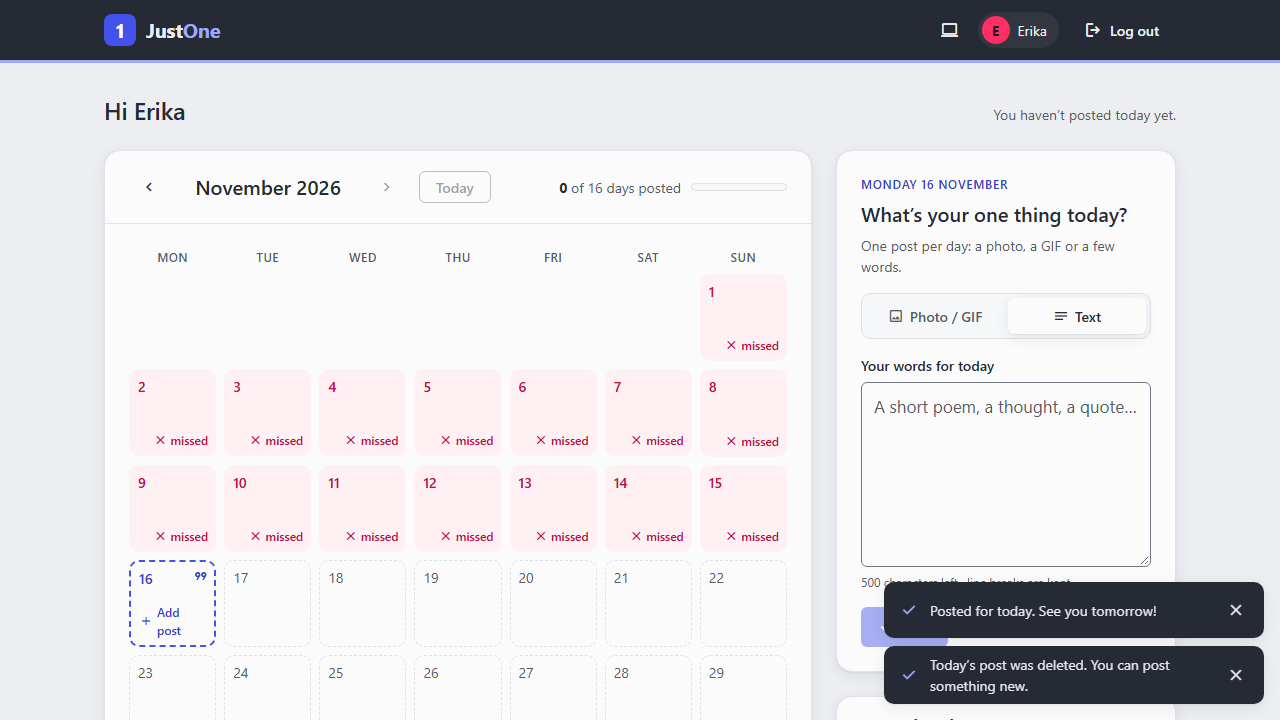 1 JustOne
E Erika
Log out
Hi Erika
You haven't posted today yet.
November 2026
Today
0 of 16 days posted
MON TUE WED THU FRI SAT SUN
1
missed
2 3 4 5 6 7 8
missed missed missed missed missed missed missed
9 10 11 12 13 14 15
missed missed missed missed missed missed missed
16 17 18 19 20 21 22
+ Add
post
23 24 25 26 27 28 29
MONDAY 16 NOVEMBER
What's your one thing today?
One post per day: a photo, a GIF or a few
words.
Photo / GIF
Text
Your words for today
A short poem, a thought, a quote…
500 characters left
Posted for today. See you tomorrow!
Today's post was deleted. You can post
something new.